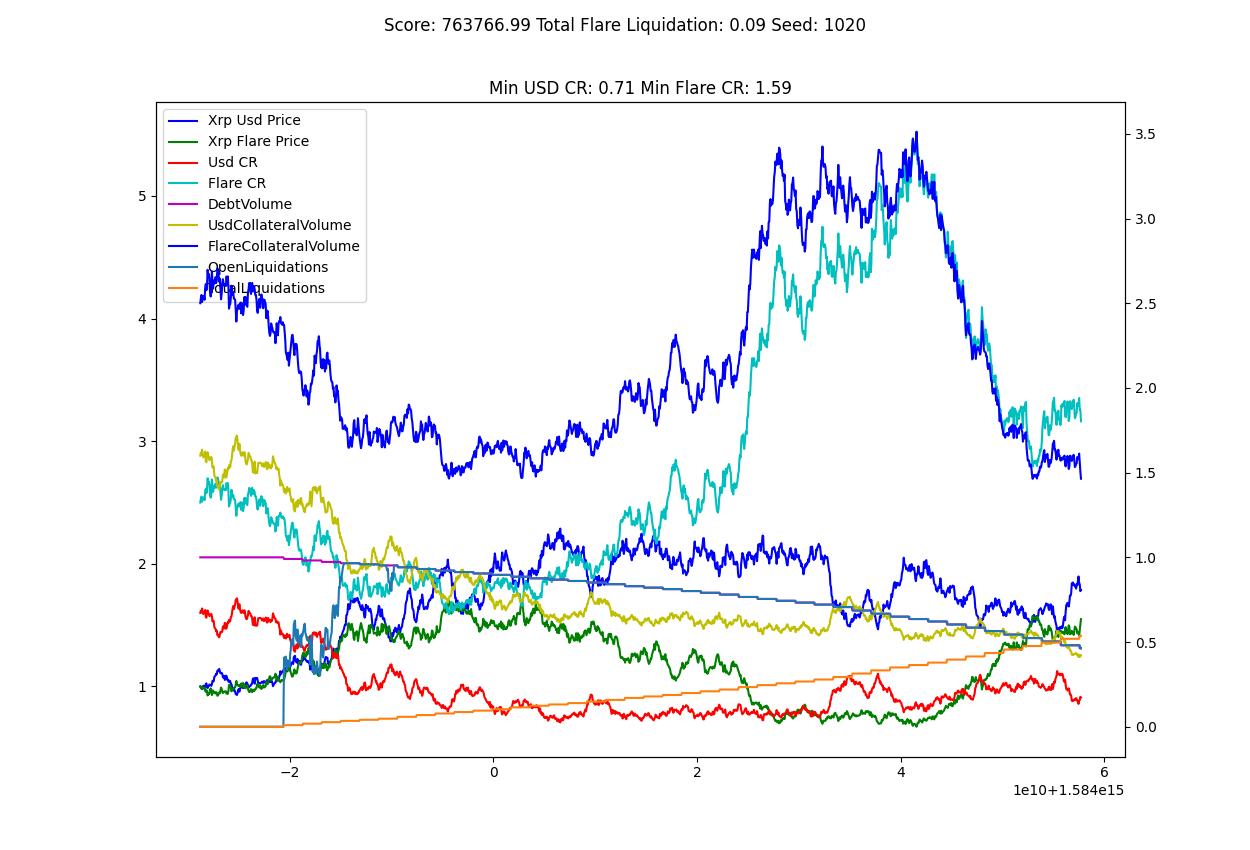 Score: 763766.99 Total Flare Liquidation: 0.09 Seed: 1020
Min USD CR: 0.71 Min Flare CR: 1.59
Xrp Usd Price
Xrp Flare Price
Usd CR
Flare CR
DebtVolume
UsdCollateralVolume
FlareCollateralVolume
OpenLiquidations
TotalLiquidations
5
4
3
2
1
3.5
3.0
2.5
2.0
1.5
1.0
0.5
0.0
−2
0
2
4
6
1e10+1.584e15